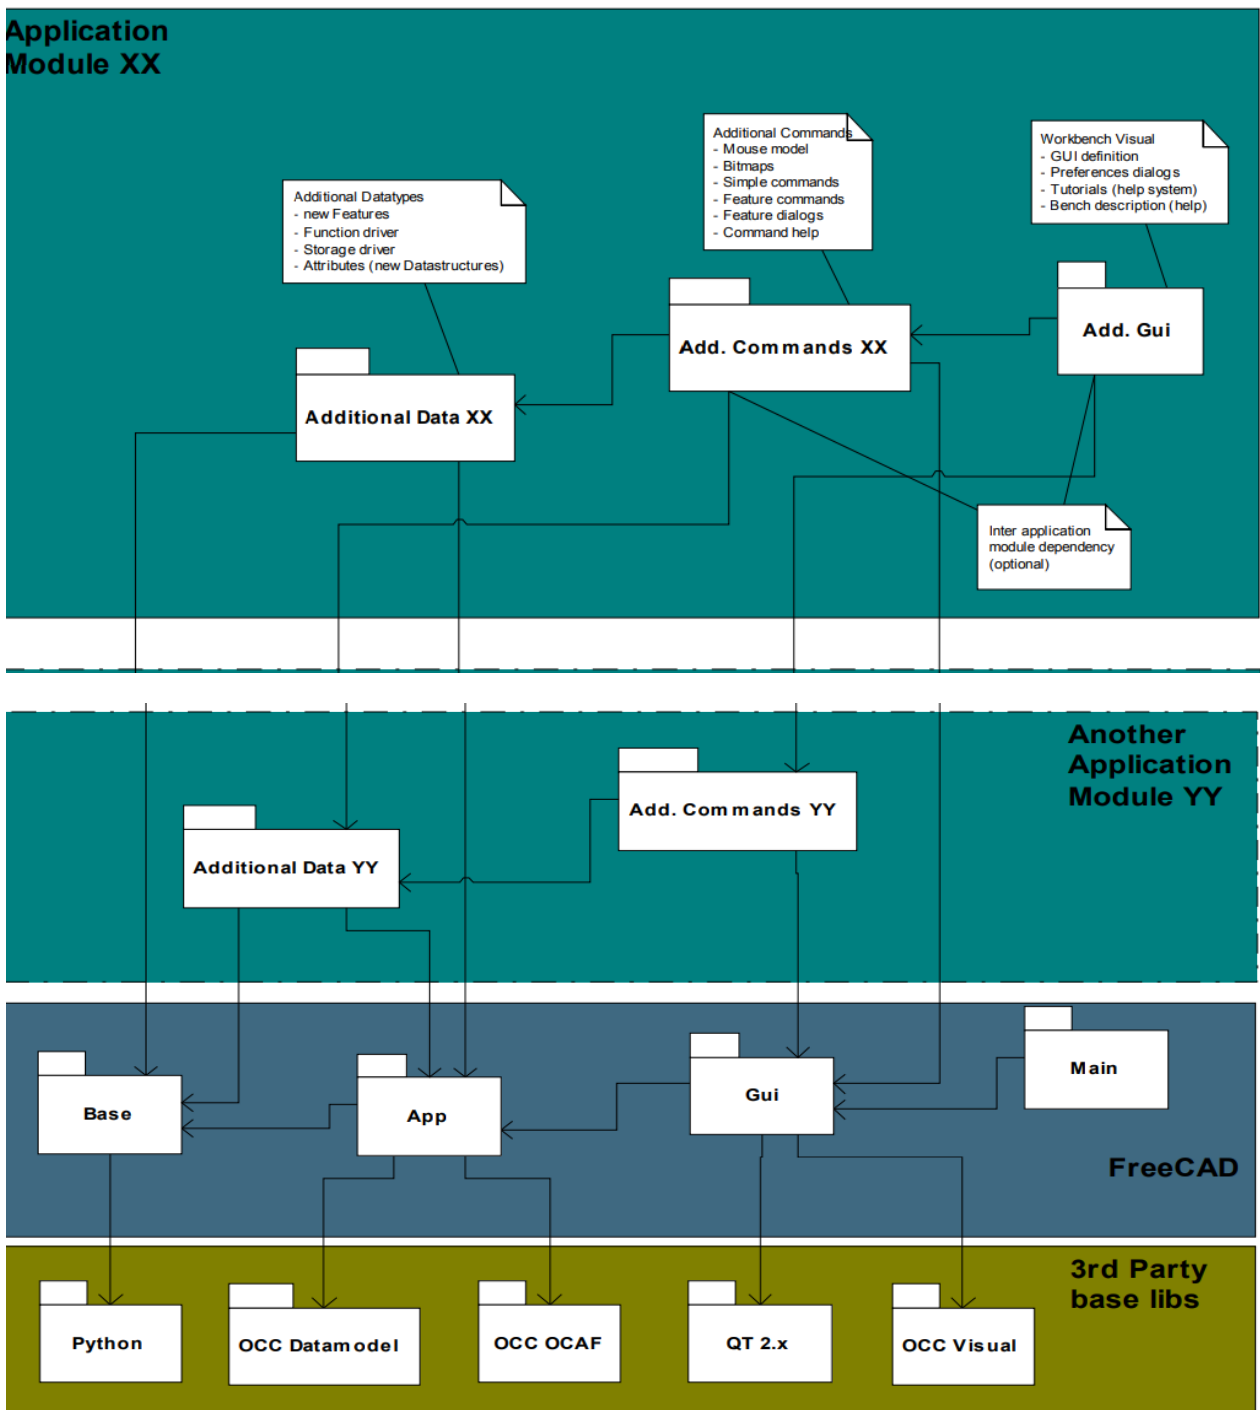 Application
Module XX
Additional Commands
- Mouse model
- Bitmaps
- Simple commands
- Feature commands
- Feature dialogs
- Command help
Workbench Visual
- GUI definition
- Preferences dialogs
- Tutorials (help system)
- Bench description (help)
Additional Datatypes
- new Features
- Function driver
- Storage driver
- Attributes (new Datastructures)
Add. Gui
Add. Commands XX
Additional Data XX
Inter application
module dependency
(optional)
Another
Application
Module YY
Add. Commands YY
Additional Data YY
Main
Gui
Base
App
FreeCAD
3rd Party
base libs
Python
OCC Datamodel
OCC OCAF
QT 2.x
OCC Visual